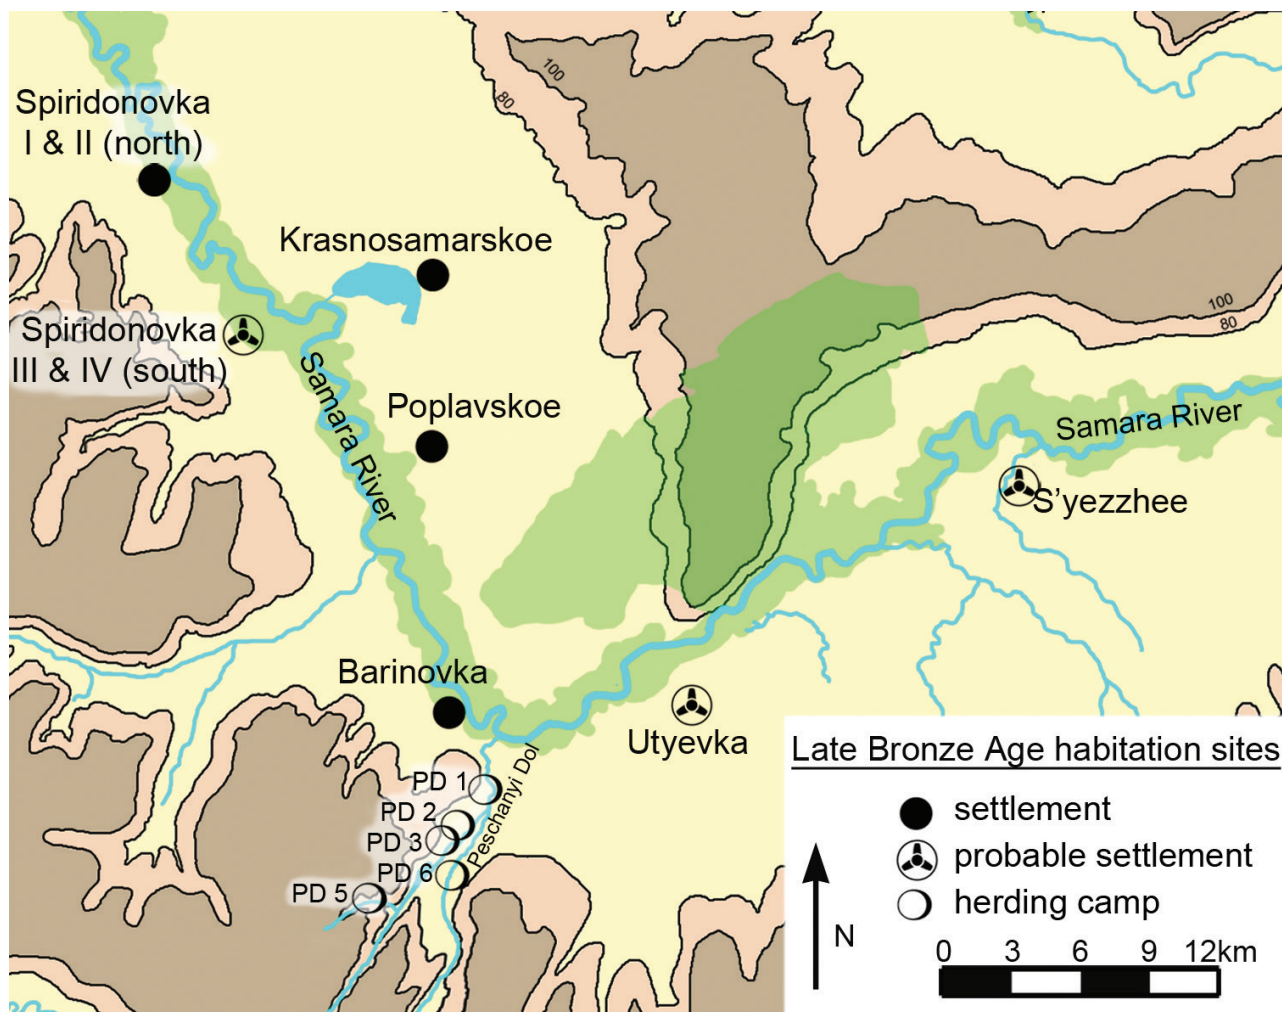 Spiridonovka
I & II (north)
100
80
Krasnosamarskoe
100
80
Spiridonovka
III & IV (south)
Samara River
Poplavskoe
Samara River
S'yezzhee
Barinovka
Utyevka
PD 1
Peschanyi Dol
PD 2
PD 3
PD 6
PD 5
Late Bronze Age habitation sites
settlement
probable settlement
herding camp
N
0 3 6 9 12km